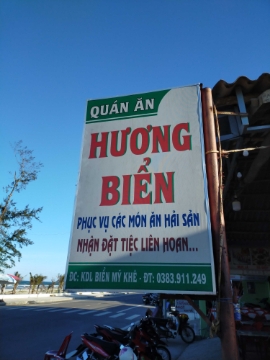 QUÁN ĂN
HƯƠNG
BIỂN
PHỤC VỤ CÁC MÓN ĂN HẢI SẢN
NHẬN ĐẶT TIỆC LIÊN HOAN...
ĐC: KDL BIỂN MỸ KHÊ - ĐT: 0383.911.249